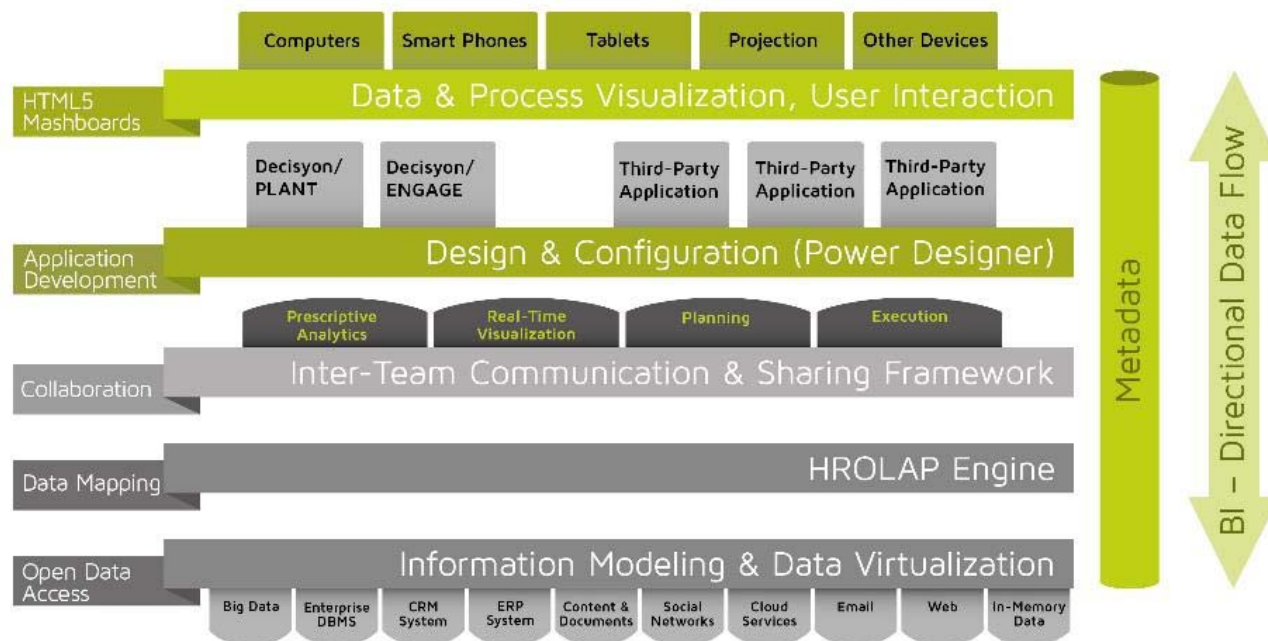 Computers
Smart Phones
Tablets
Projection
Other Devices
HTML5
Mashboards
Data & Process Visualization, User Interaction
Decisyon/
PLANT
Decisyon/
ENGAGE
Third-Party
Application
Third-Party
Application
Third-Party
Application
Application
Development
Design & Configuration (Power Designer)
Prescriptive
Analytics
Real-Time
Visualization
Planning
Execution
Collaboration
Inter-Team Communication & Sharing Framework
Data Mapping
HROLAP Engine
Open Data
Access
Information Modeling & Data Virtualization
Big Data
Enterprise
DBMS
CRM
System
ERP
System
Content &
Documents
Social
Networks
Cloud
Services
Email
Web
In-Memory
Data
Metadata
BI – Directional Data Flow